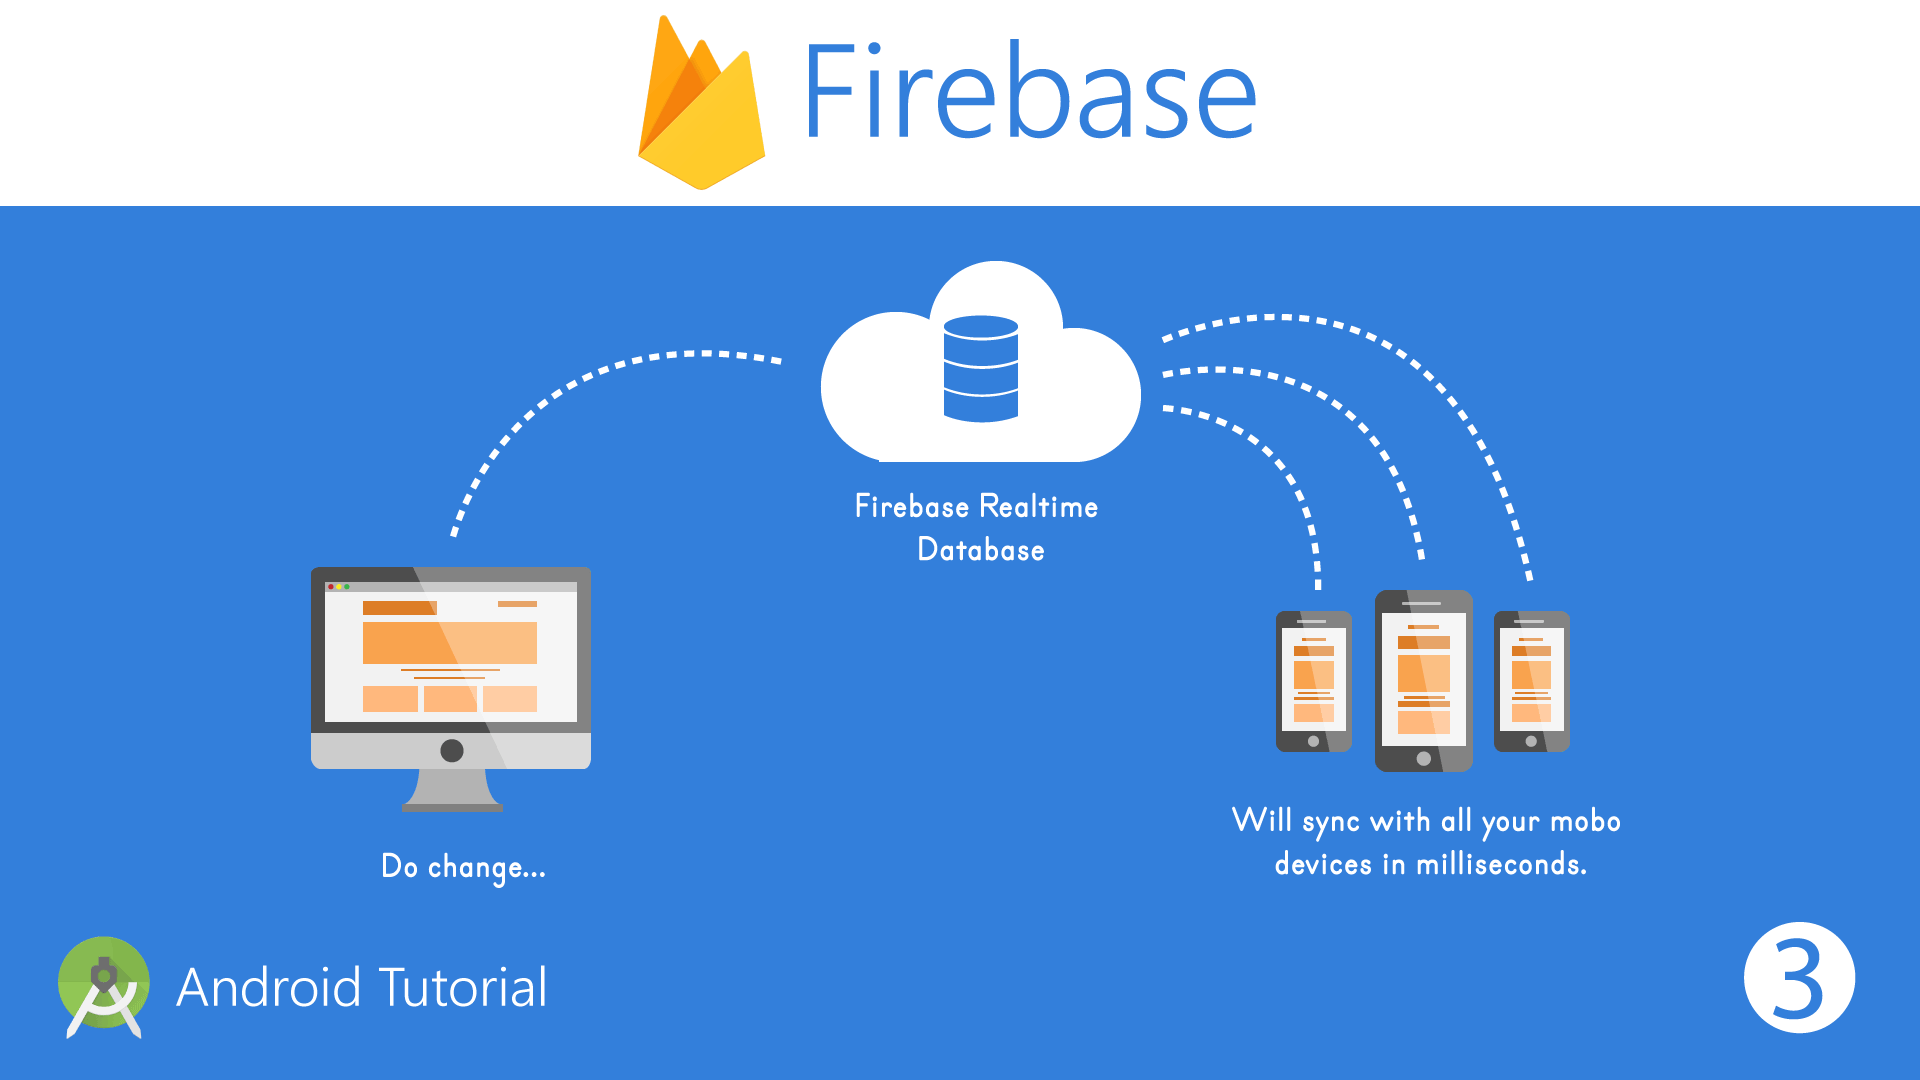 Firebase
Firebase Realtime
Database
Do change...
Will sync with all your mobo
devices in milliseconds.
Android Tutorial
3